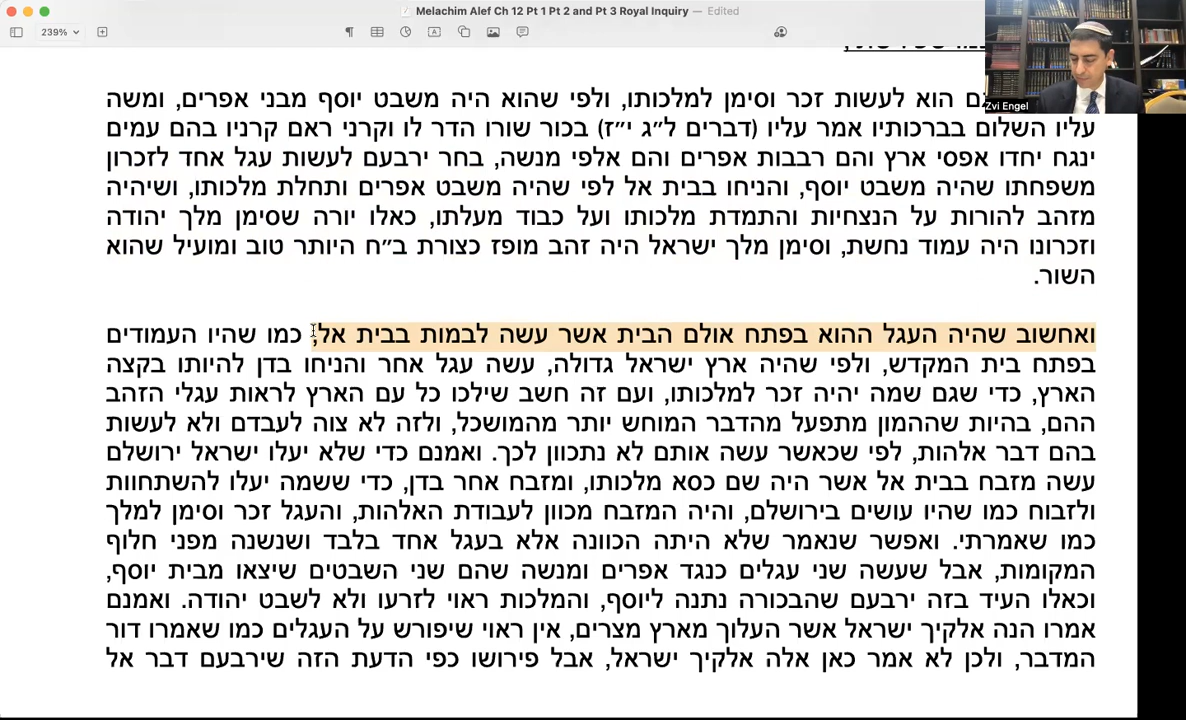 Melachim Alef Ch 12 Pt 1 Pt 2 and Pt 3 Royal Inquiry — Edited
239%
Zvi Engel
הוא לעשות זכר וסימן למלכותו, ולפי שהוא היה משבט יוסף מבני אפרים, ומשה
עליו השלום בברכותיו אמר עליו (דברים ל״ג י״ז) בכור שורו הדר לו וקרני ראם קרניו בהם עמים
ינגח יחדו אפסי ארץ והם רבבות אפרים והם אלפי מנשה, בחר ירבעם לעשות עגל אחד לזכרון
משפחתו שהיה משבט יוסף, והניחו בבית אל לפי שהיה משבט אפרים ותחלת מלכותו, ושיהיה
מזהב להורות על הנצחיות והתמדת מלכותו ועל כבוד מעלתו, כאלו יורה שסימן מלך יהודה
וזכרונו היה עמוד נחשת, וסימן מלך ישראל היה זהב מופז כצורת ב״ח היותר טוב ומועיל שהוא
השור.
ואחשוב שהיה העגל ההוא בפתח אולם הבית אשר עשה לבמות בבית אל, כמו שהיו העמודים
בפתח בית המקדש, ולפי שהיה ארץ ישראל גדולה, עשה עגל אחר והניחו בדן להיותו בקצה
הארץ, כדי שגם שמה יהיה זכר למלכותו, ועם זה חשב שילכו כל עם הארץ לראות עגלי הזהב
ההם, בהיות שההמון מתפעל מהדבר המוחש יותר מהמושכל, ולזה לא צוה לעבדם ולא לעשות
בהם דבר אלהות, לפי שכאשר עשה אותם לא נתכוון לכך. ואמנם כדי שלא יעלו ישראל ירושלם
עשה מזבח בבית אל אשר היה שם כסא מלכותו, ומזבח אחר בדן, כדי ששמה יעלו להשתחוות
ולזבוח כמו שהיו עושים בירושלם, והיה המזבח מכוון לעבודת האלהות, והעגל זכר וסימן למלך
כמו שאמרתי. ואפשר שנאמר שלא היתה הכוונה אלא בעגל אחד בלבד ושנשנה מפני חלוף
המקומות, אבל שעשה שני עגלים כנגד אפרים ומנשה שהם שני השבטים שיצאו מבית יוסף,
וכאלו העיד בזה ירבעם שהבכורה נתנה ליוסף, והמלכות ראוי לזרעו ולא לשבט יהודה. ואמנם
אמרו הנה אלקיך ישראל אשר העלוך מארץ מצרים, אין ראוי שיפורש על העגלים כמו שאמרו דור
המדבר, ולכן לא אמר כאן אלה אלקיך ישראל, אבל פירושו כפי הדעת הזה שירבעם דבר אל